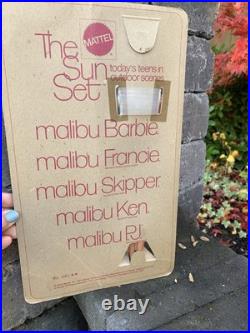 MATTEL
The
Sun
Set
today's teens in
outdoor scenes
malibu Barbie
malibu Francie
malibu Skipper
malibu Ken
malibu P.J.